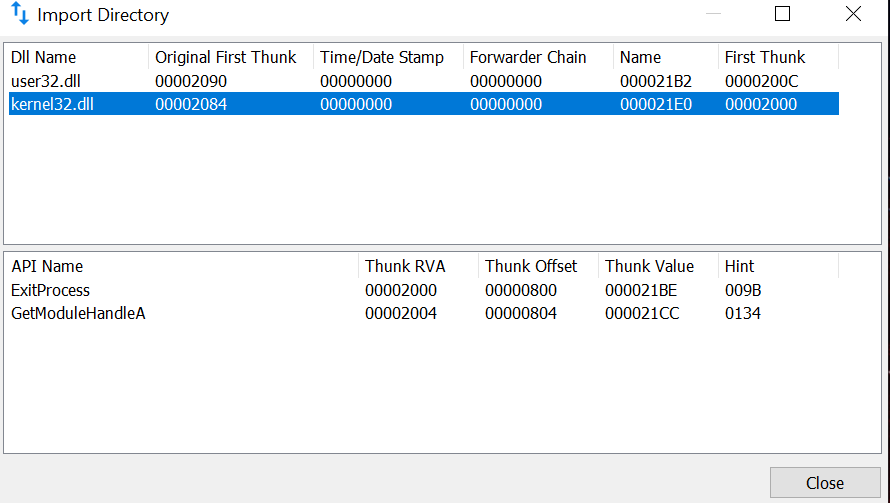 Import Directory
Dll Name Original First Thunk Time/Date Stamp Forwarder Chain Name First Thunk
user32.dll 00002090 00000000 00000000 000021B2 0000200C
kernel32.dll 00002084 00000000 00000000 000021E0 00002000
API Name Thunk RVA Thunk Offset Thunk Value Hint
ExitProcess 00002000 00000800 000021BE 009B
GetModuleHandleA 00002004 00000804 000021CC 0134
Close